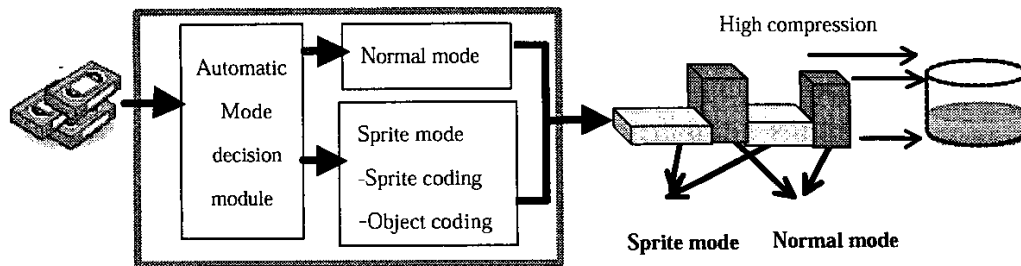 Automatic
Mode
decision
module
Normal mode
Sprite mode
-Sprite coding
-Object coding
High compression
Sprite mode
Normal mode